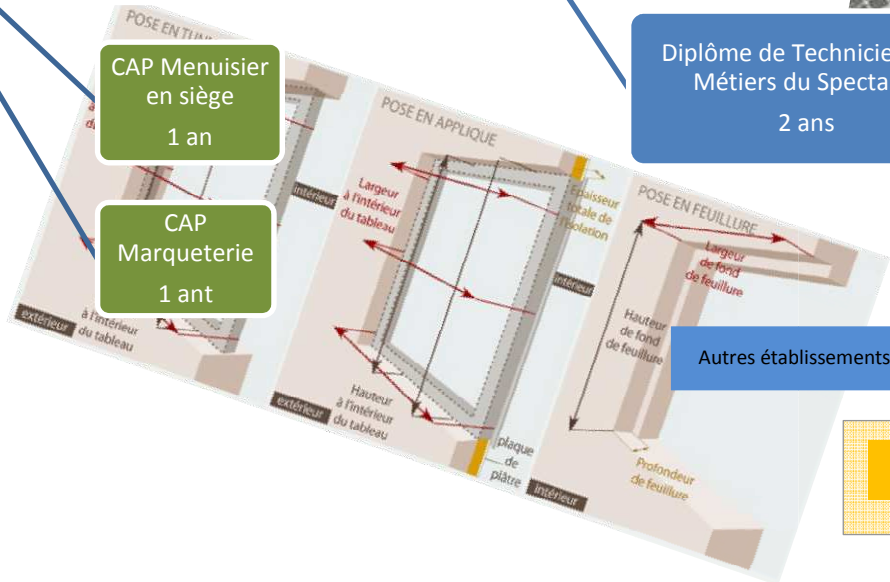 POSE EN TUN
CAP Menuisier
en siège
1 an
CAP
Marqueterie
1 ant
intérieur
extérieur
à l'intérieur
du tableau
POSE EN APPLIQUE
Largeur
à l'intérieur
du tableau
Épaisseur
totale de
l'isolation
intérieur
extérieur
Hauteur
à l'intérieur
du tableau
plaque
de
plâtre
intérieur
POSE EN FEUILLURE
Largeur
de fond
de feuillure
Hauteur
de fond
de feuillure
Profondeur
de feuillure
Diplôme de Technicie
Métiers du Specta
2 ans
Autres établissements